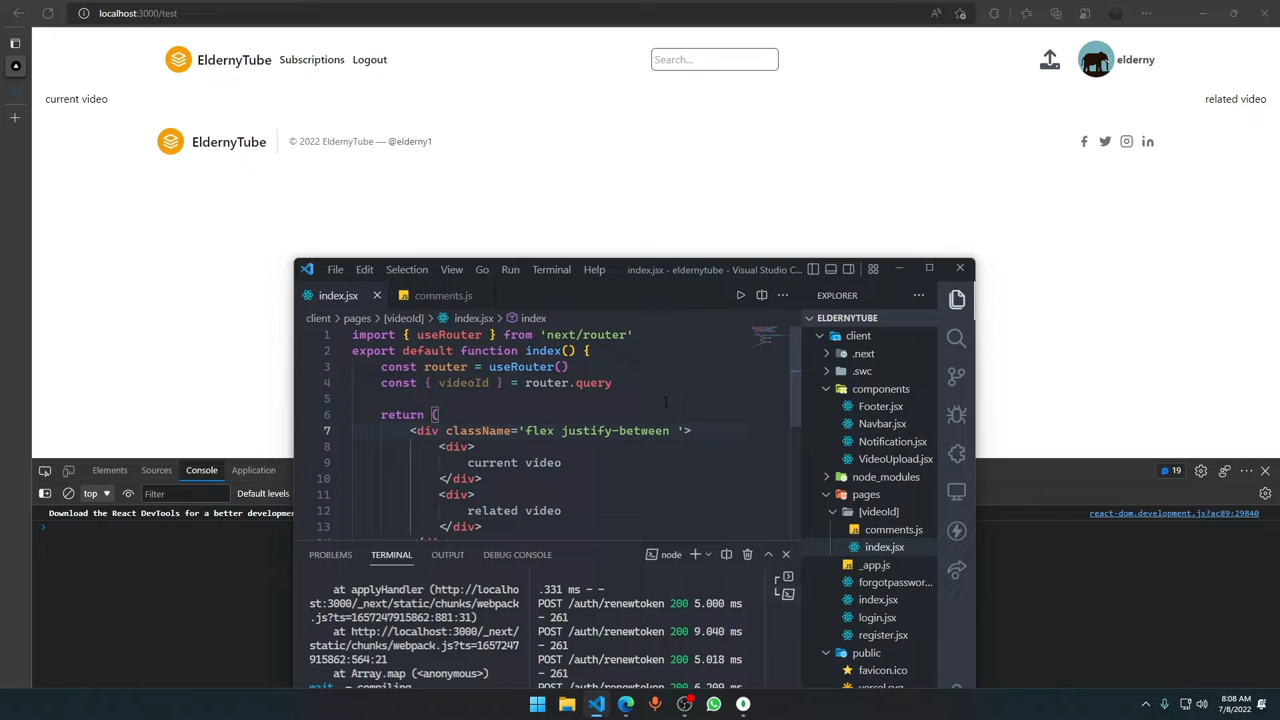 localhost:3000/test
EldernyTube Subscriptions Logout
Search...
elderny
current video
related video
EldernyTube
© 2022 EldernyTube — @elderny1
File Edit Selection View Go Run Terminal Help
index.jsx - eldernytube - Visual Studio C...
index.jsx
comments.js
EXPLORER
client > pages > [videoId] > index.jsx > index
1 import { useRouter } from 'next/router'
2 export default function index() {
3 const router = useRouter()
4 const { videoId } = router.query
5
6 return (
7 <div className='flex justify-between '>
8 <div>
9 current video
10 </div>
11 <div>
12 related video
13 </div>
ELDERNYTUBE
client
.next
.swc
components
Footer.jsx
Navbar.jsx
Notification.jsx
VideoUpload.jsx
node_modules
pages
[videoId]
comments.js
index.jsx
_app.js
forgotpasswor...
index.jsx
login.jsx
register.jsx
public
favicon.ico
vercel.svg
PROBLEMS TERMINAL OUTPUT DEBUG CONSOLE
node
at applyHandler (http://localho
st:3000/_next/static/chunks/webpack
.js?ts=1657247915862:881:31)
at http://localhost:3000/_next/
static/chunks/webpack.js?ts=1657247
915862:564:21
at Array.map (<anonymous>)
wait - compiling
.331 ms - -
POST /auth/renewtoken 200 5.000 ms
- 261
POST /auth/renewtoken 200 9.040 ms
- 261
POST /auth/renewtoken 200 5.018 ms
- 261
POST /auth/renewtoken 200 6.209 ms
Elements Sources Console Application
19
top
Filter
Default levels
Download the React DevTools for a better developmen
react-dom.development.js?ac89:29840
8:08 AM
7/8/2022